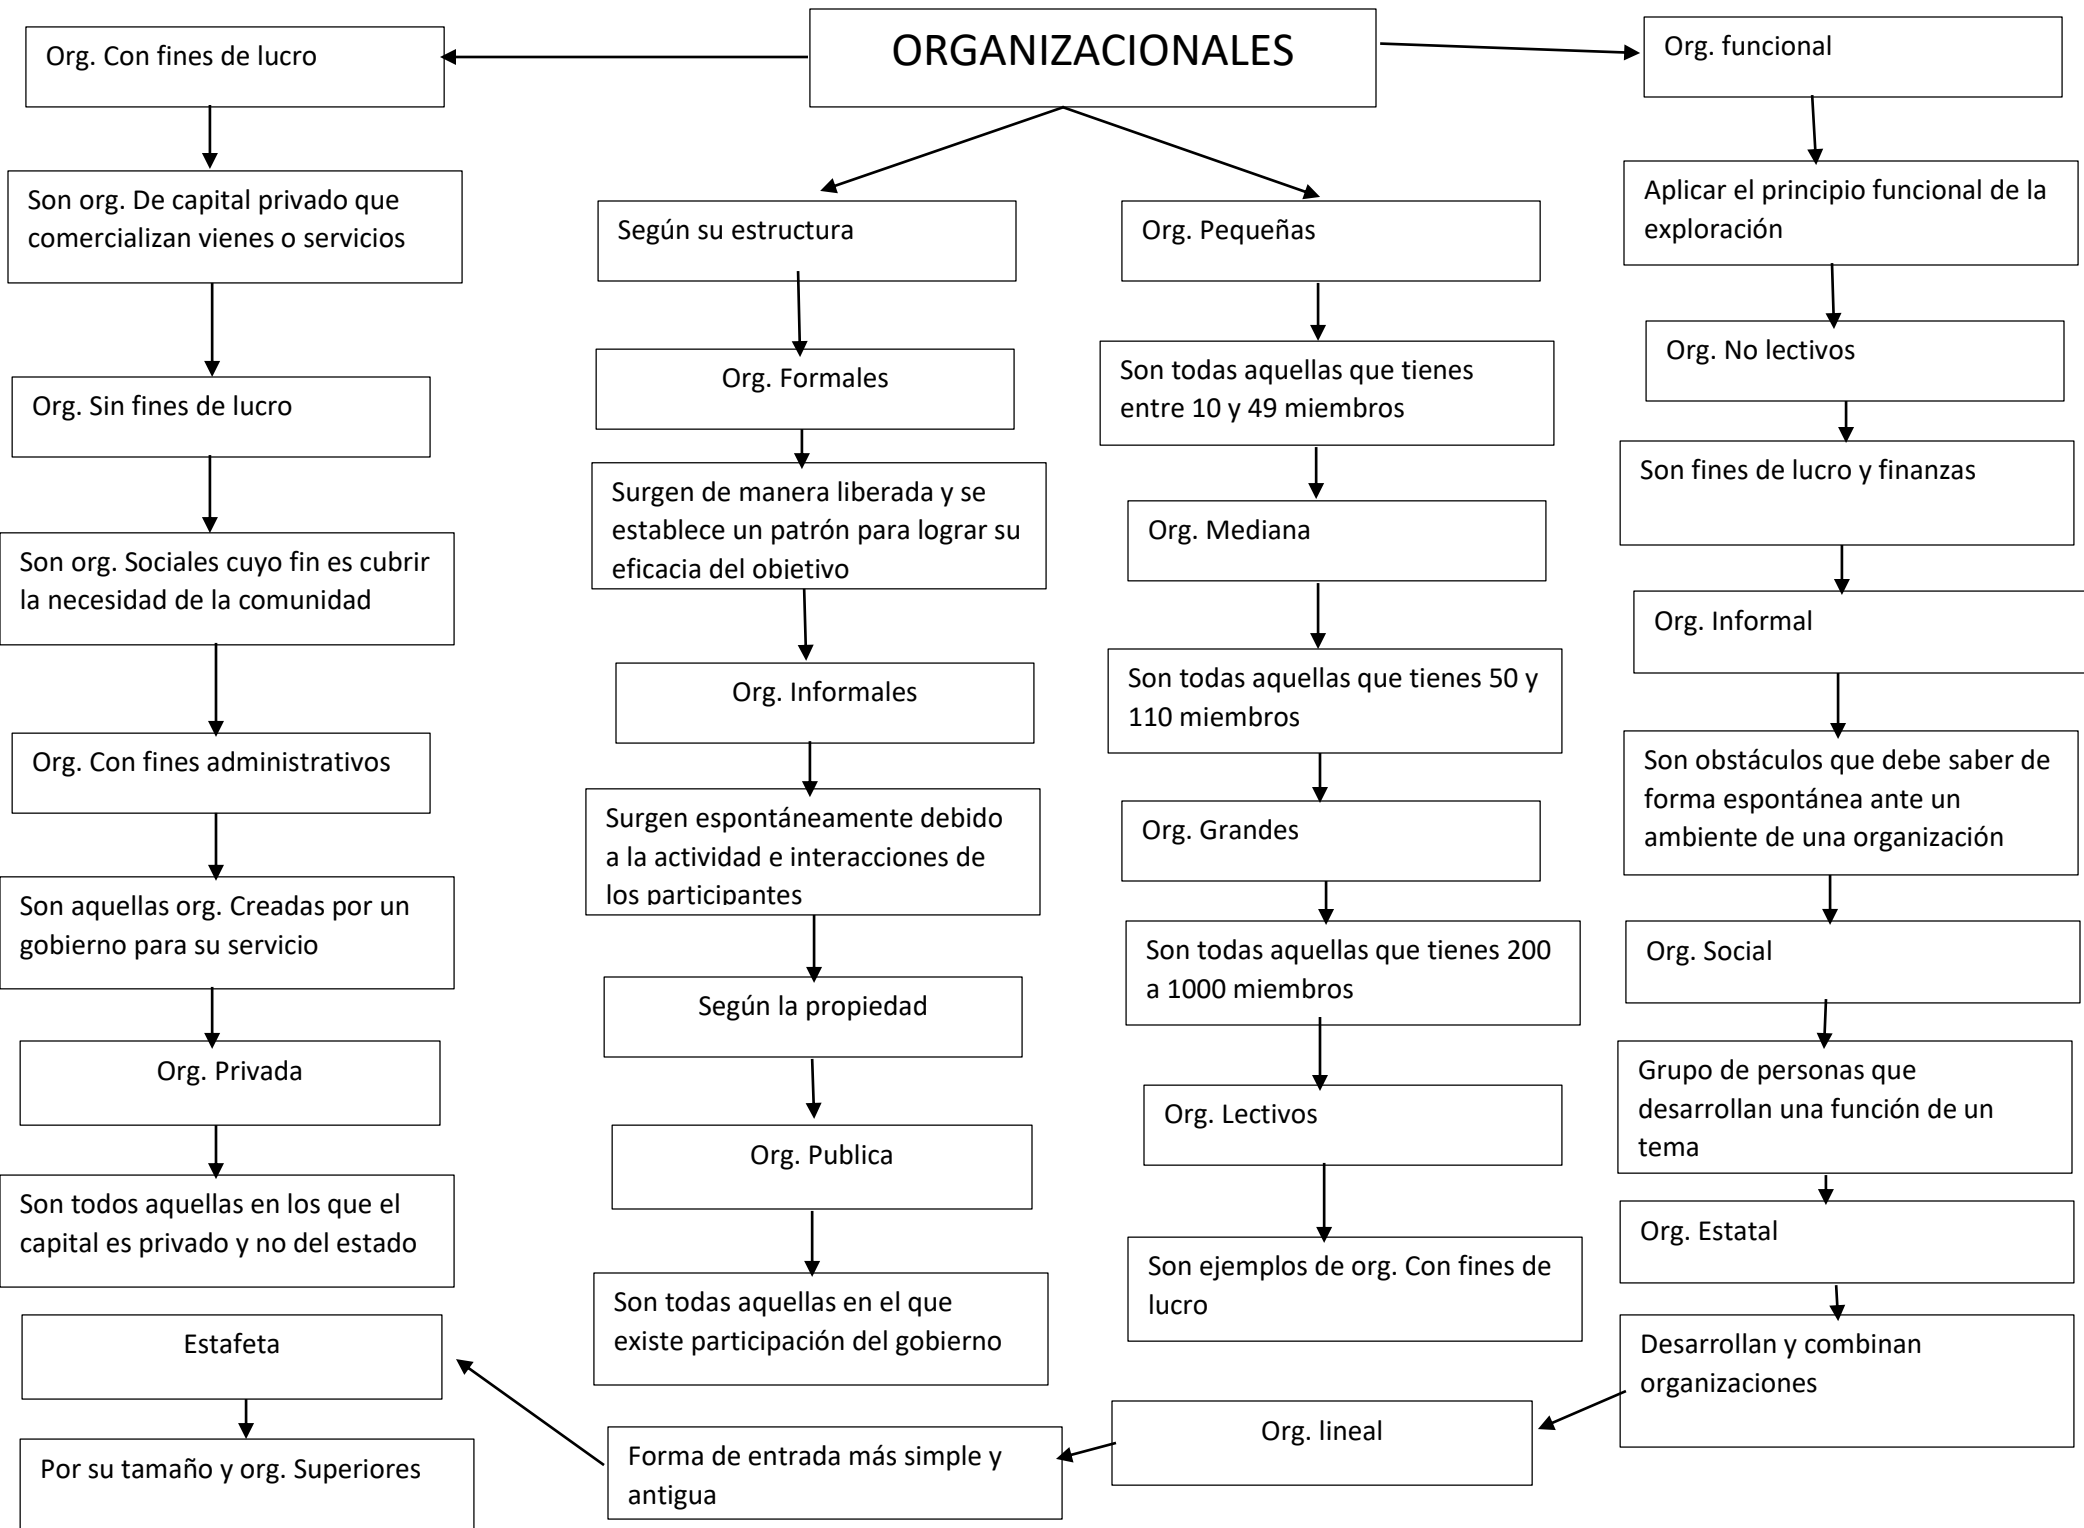 ORGANIZACIONALES
Org. Con fines de lucro
Son org. De capital privado que
comercializan vienes o servicios
Org. Sin fines de lucro
Son org. Sociales cuyo fin es cubrir
la necesidad de la comunidad
Org. Con fines administrativos
Son aquellas org. Creadas por un
gobierno para su servicio
Org. Privada
Son todos aquellas en los que el
capital es privado y no del estado
Según su estructura
Org. Formales
Surgen de manera liberada y se
establece un patrón para lograr su
eficacia del objetivo
Org. Informales
Surgen espontáneamente debido
a la actividad e interacciones de
los participantes
Según la propiedad
Org. Publica
Son todas aquellas en el que
existe participación del gobierno
Org. Pequeñas
Son todas aquellas que tienes
entre 10 y 49 miembros
Org. Mediana
Son todas aquellas que tienes 50 y
110 miembros
Org. Grandes
Son todas aquellas que tienes 200
a 1000 miembros
Org. Lectivos
Son ejemplos de org. Con fines de
lucro
Org. funcional
Aplicar el principio funcional de la
exploración
Org. No lectivos
Son fines de lucro y finanzas
Org. Informal
Son obstáculos que debe saber de
forma espontánea ante un
ambiente de una organización
Org. Social
Grupo de personas que
desarrollan una función de un
tema
Org. Estatal
Desarrollan y combinan
organizaciones
Org. lineal
Forma de entrada más simple y
antigua
Estafeta
Por su tamaño y org. Superiores